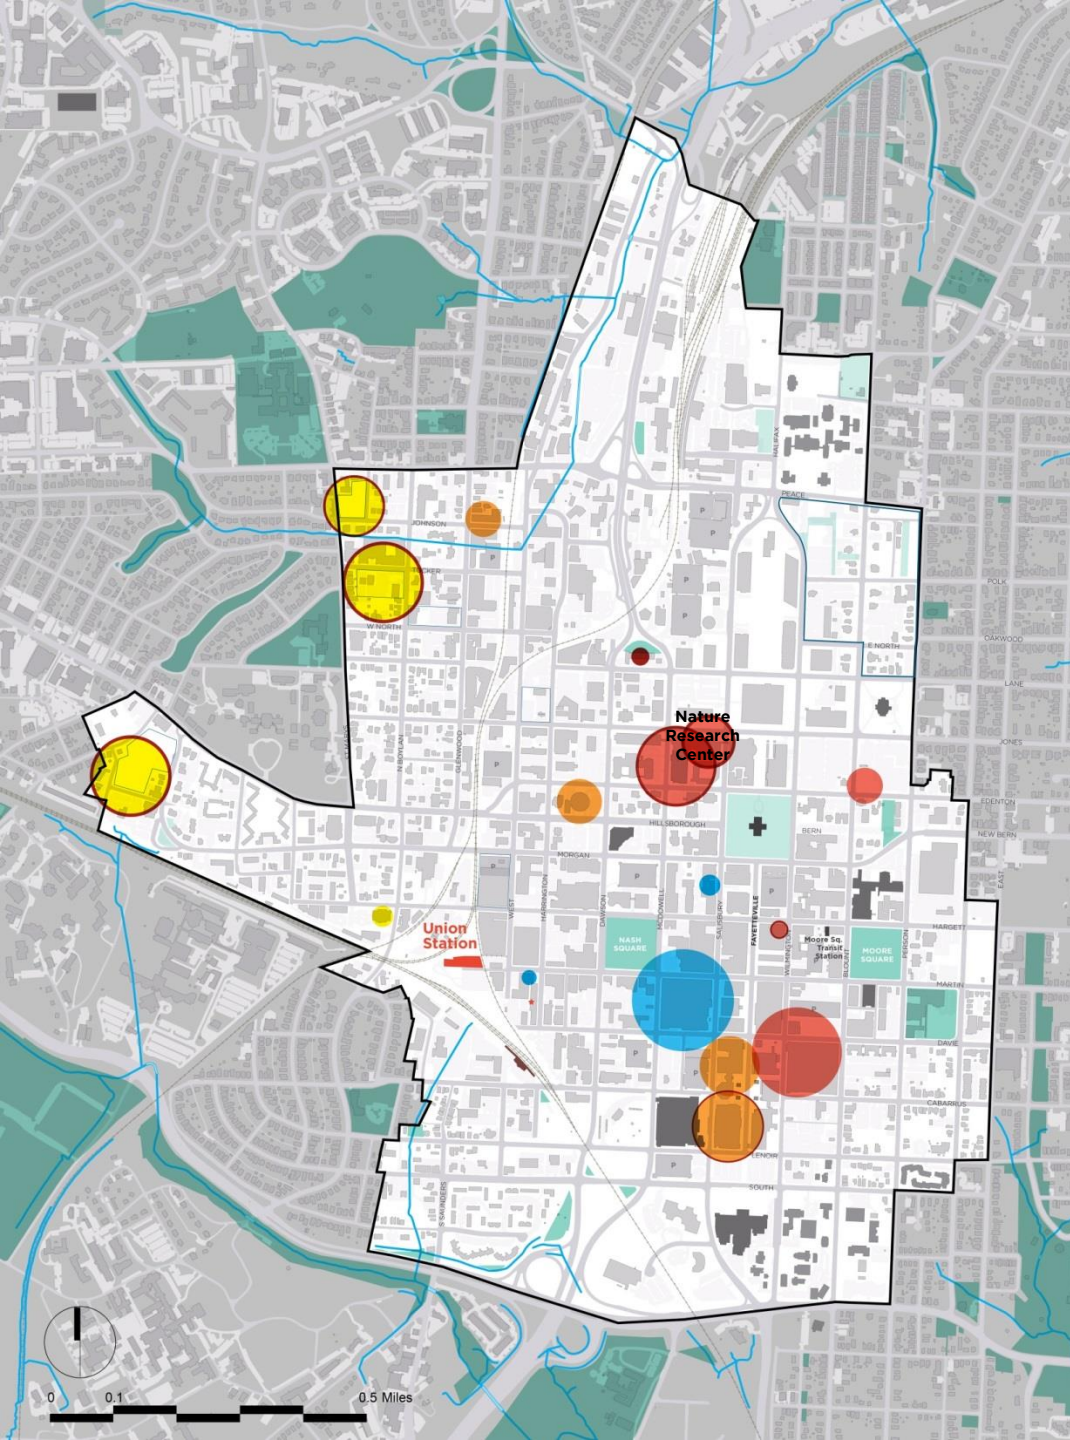 HALIFAX
PEACE
P
JOHNSON
P
P
POLK
P
W NORTH
OAKWOOD
E NORTH
LANE
Nature
Research
Center
JONES
N BOYLAN
GLENWOOD
P
EDENTON
HILLSBOROUGH
BERN
NEW BERN
MORGAN
P
P
P
EAST
WEST
HARRINGTON
DAWSON
MCDOWELL
SALISBURY
FAYETTEVILLE
WILMINGTON
BLOUNT
PERSON
HARGETT
Union
Station
NASH
SQUARE
Moore Sq.
Transit
Station
MOORE
SQUARE
MARTIN
P
DAVIE
P
P
CABARRUS
LENOIR
P
SOUTH
S SAUNDERS
0 0.1 0.5 Miles